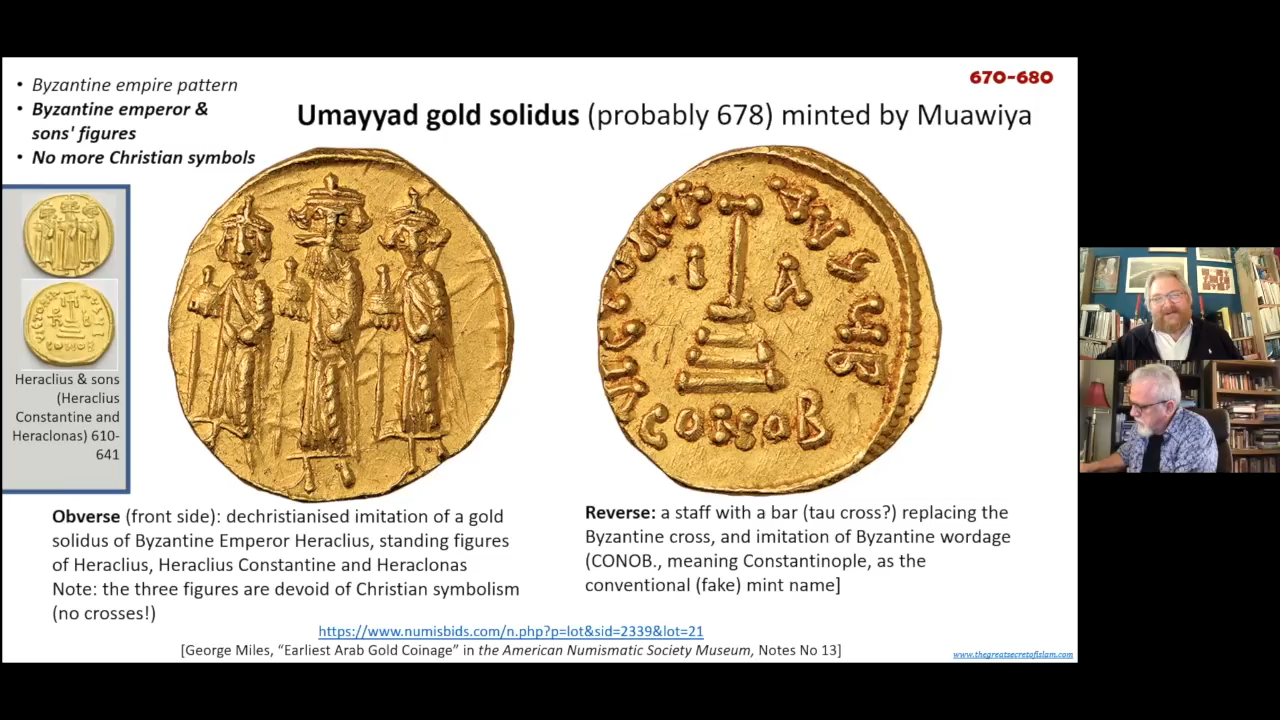 • Byzantine empire pattern
• Byzantine emperor &
sons' figures
• No more Christian symbols
670-680
Umayyad gold solidus (probably 678) minted by Muawiya
Heraclius & sons
(Heraclius
Constantine and
Heraclonas) 610-
641
I A
Obverse (front side): dechristianised imitation of a gold
solidus of Byzantine Emperor Heraclius, standing figures
of Heraclius, Heraclius Constantine and Heraclonas
Note: the three figures are devoid of Christian symbolism
(no crosses!)
Reverse: a staff with a bar (tau cross?) replacing the
Byzantine cross, and imitation of Byzantine wordage
(CONOB., meaning Constantinople, as the
conventional (fake) mint name]
https://www.numisbids.com/n.php?p=lot&sid=2339&lot=21
[George Miles, “Earliest Arab Gold Coinage” in the American Numismatic Society Museum, Notes No 13]
www.thegreatsecretofislam.com